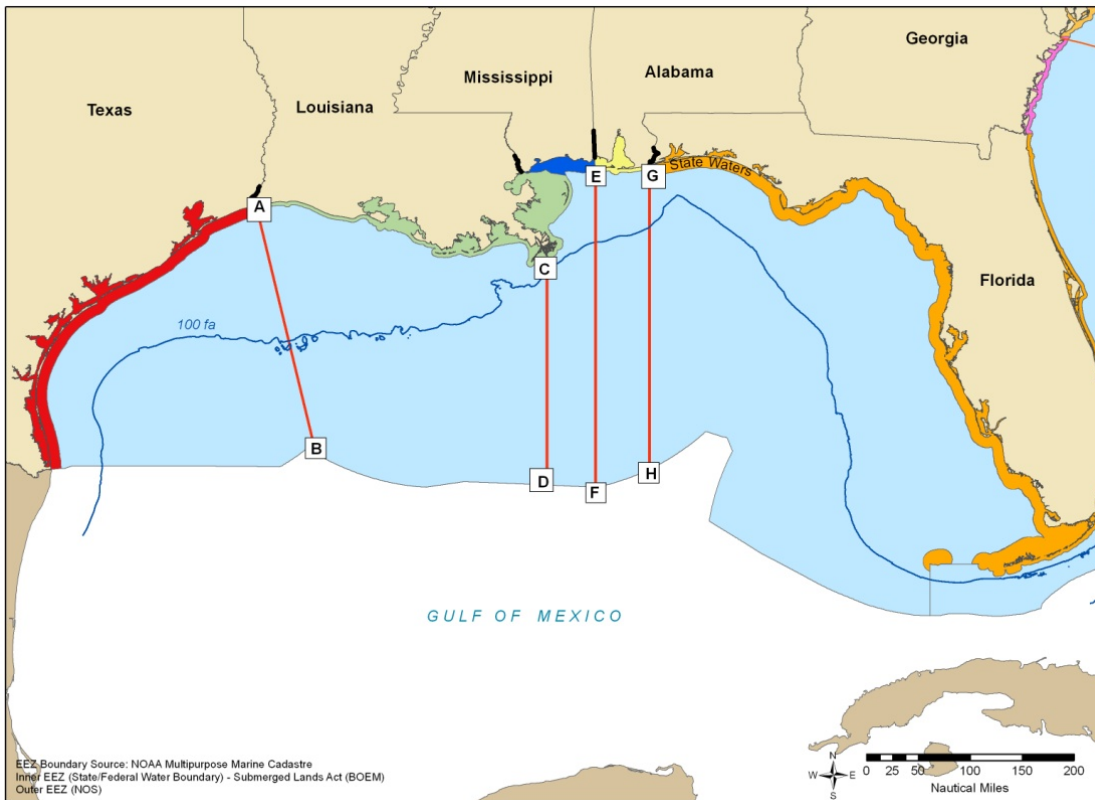 Georgia
Mississippi
Alabama
Texas
Louisiana
State Waters
E
G
A
C
Florida
100 fa
B
H
D
F
GULF OF MEXICO
EEZ Boundary Source: NOAA Multipurpose Marine Cadastre
Inner EEZ (State/Federal Water Boundary) - Submerged Lands Act (BOEM)
Outer EEZ (NOS)
N
W E
S
0 25 50 100 150 200
Nautical Miles